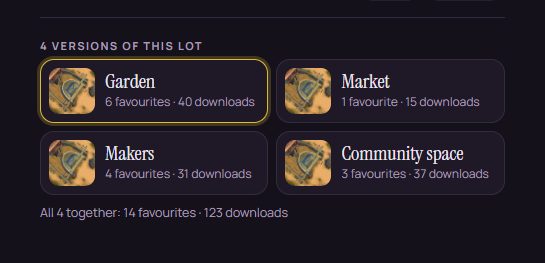 4 VERSIONS OF THIS LOT
Garden
6 favourites · 40 downloads
Market
1 favourite · 15 downloads
Makers
4 favourites · 31 downloads
Community space
3 favourites · 37 downloads
All 4 together: 14 favourites · 123 downloads